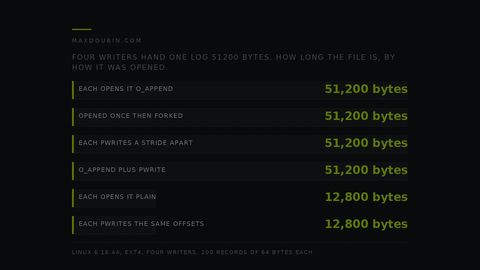 MAXDOURIN.COM
FOUR WRITERS HAND ONE LOG 51200 BYTES. HOW LONG THE FILE IS, BY
HOW IT WAS OPENED.
EACH OPENS IT O_APPEND 51,200 bytes
OPENED ONCE THEN FORKED 51,200 bytes
EACH PWRITES A STRIDE APART 51,200 bytes
O_APPEND PLUS PWRITE 51,200 bytes
EACH OPENS IT PLAIN 12,800 bytes
EACH PWRITES THE SAME OFFSETS 12,800 bytes
LINUX 6.18.44, EXT4, FOUR WRITERS, 200 RECORDS OF 64 BYTES EACH